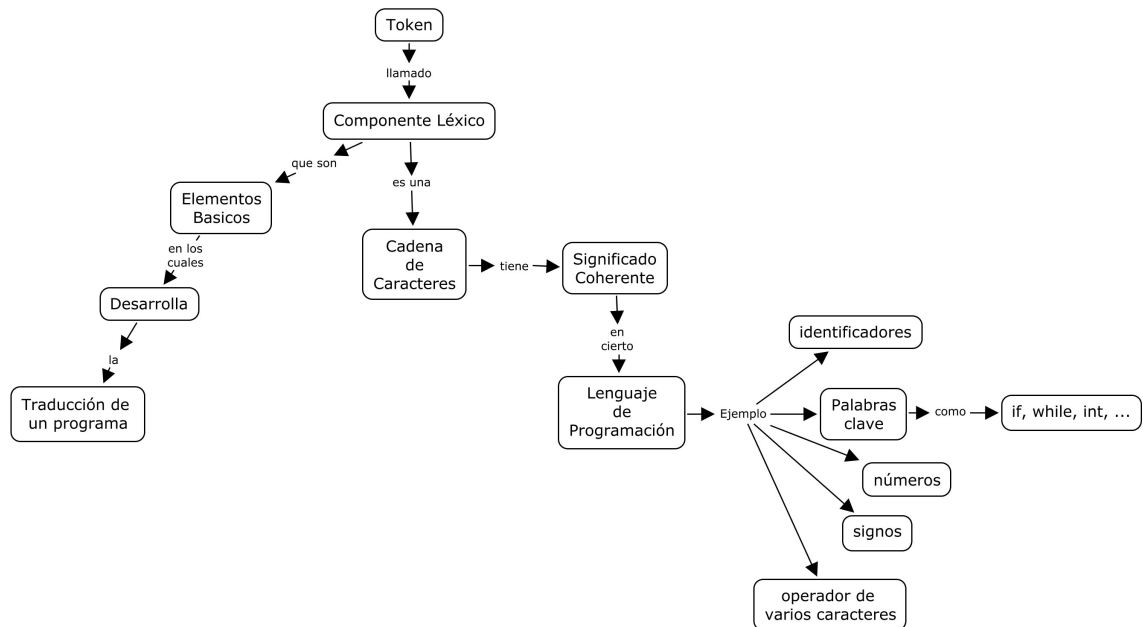 Token
llamado
Componente Léxico
que son
es una
Elementos
Basicos
en los
cuales
Desarrolla
la
Traducción de
un programa
Cadena
de
Caracteres
tiene
Significado
Coherente
en
cierto
Lenguaje
de
Programación
Ejemplo
identificadores
Palabras
clave
como
if, while, int, ...
números
signos
operador de
varios caracteres